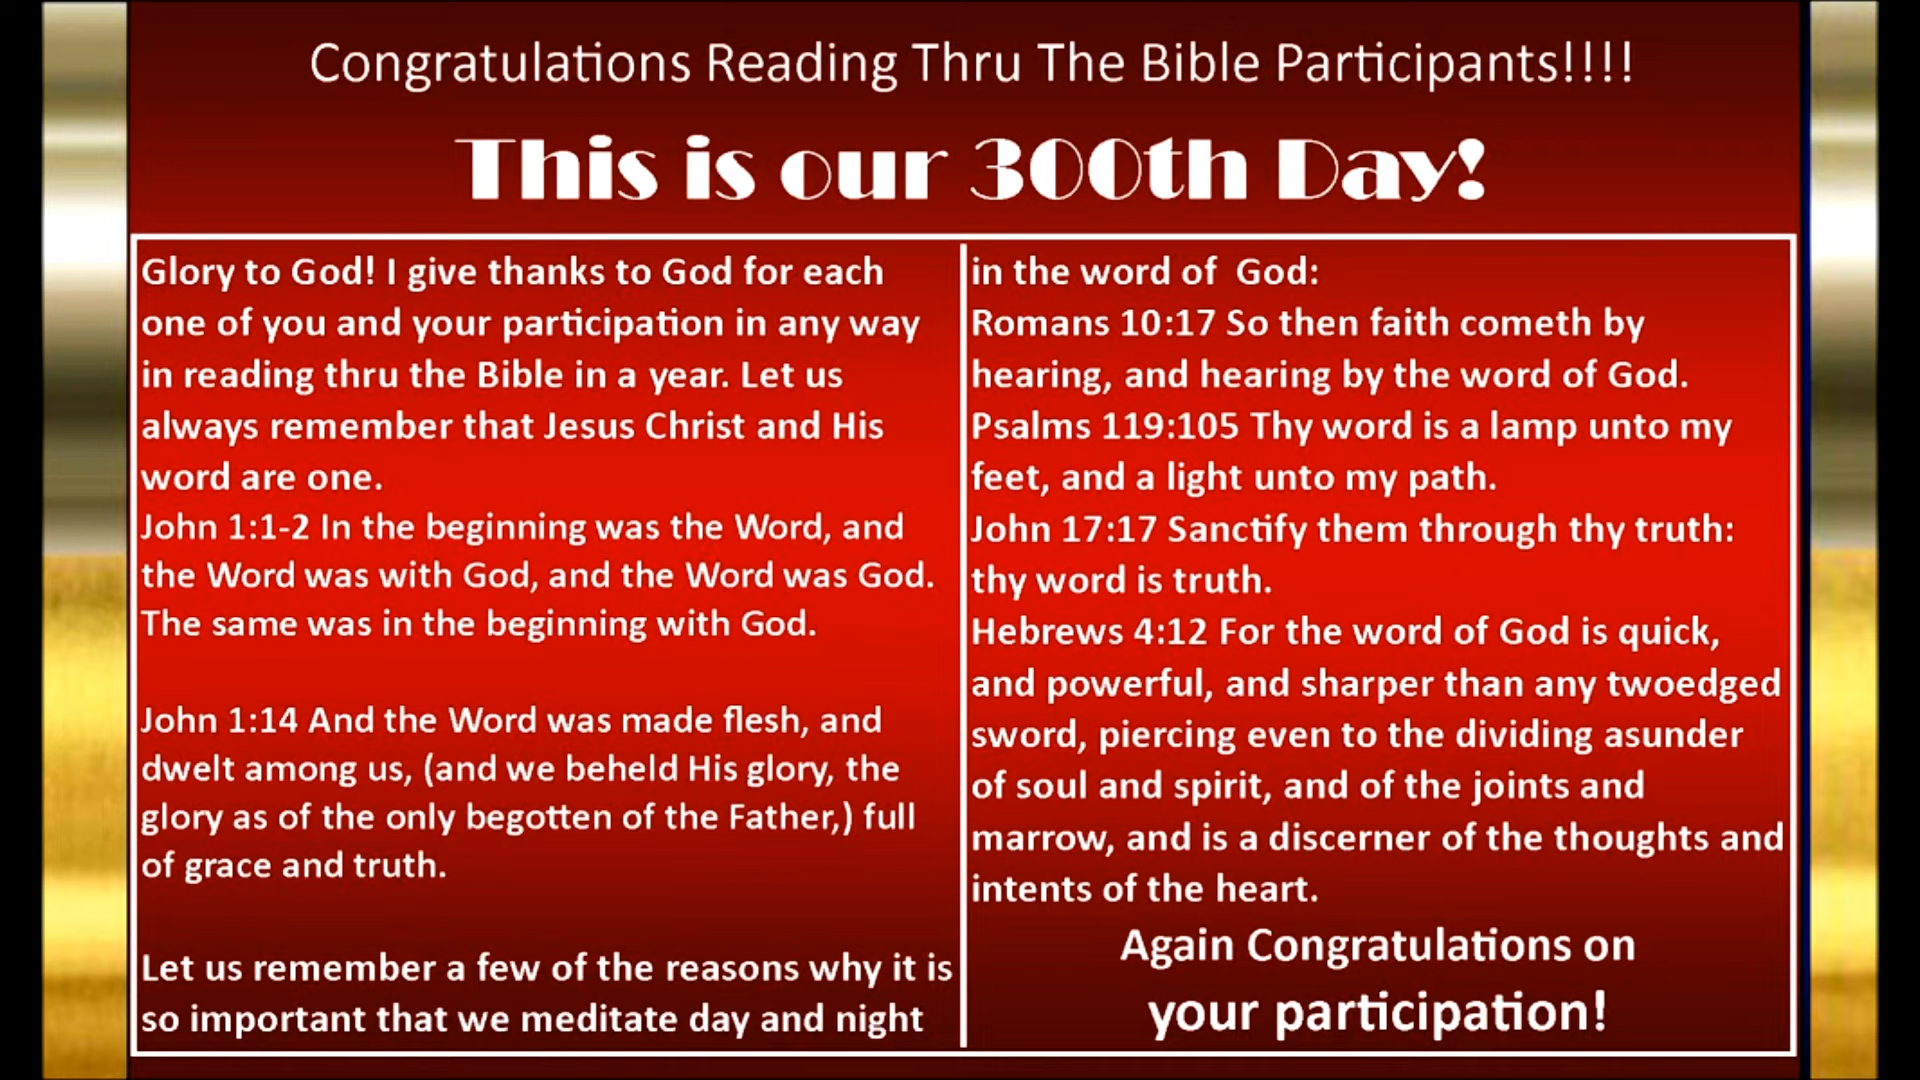 Congratulations Reading Thru The Bible Participants!!!!
This is our 300th Day!
Glory to God! I give thanks to God for each
one of you and your participation in any way
in reading thru the Bible in a year. Let us
always remember that Jesus Christ and His
word are one.
John 1:1-2 In the beginning was the Word, and
the Word was with God, and the Word was God.
The same was in the beginning with God.
John 1:14 And the Word was made flesh, and
dwelt among us, (and we beheld His glory, the
glory as of the only begotten of the Father,) full
of grace and truth.
Let us remember a few of the reasons why it is
so important that we meditate day and night
in the word of  God:
Romans 10:17 So then faith cometh by
hearing, and hearing by the word of God.
Psalms 119:105 Thy word is a lamp unto my
feet, and a light unto my path.
John 17:17 Sanctify them through thy truth:
thy word is truth.
Hebrews 4:12 For the word of God is quick,
and powerful, and sharper than any twoedged
sword, piercing even to the dividing asunder
of soul and spirit, and of the joints and
marrow, and is a discerner of the thoughts and
intents of the heart.
Again Congratulations on
your participation!